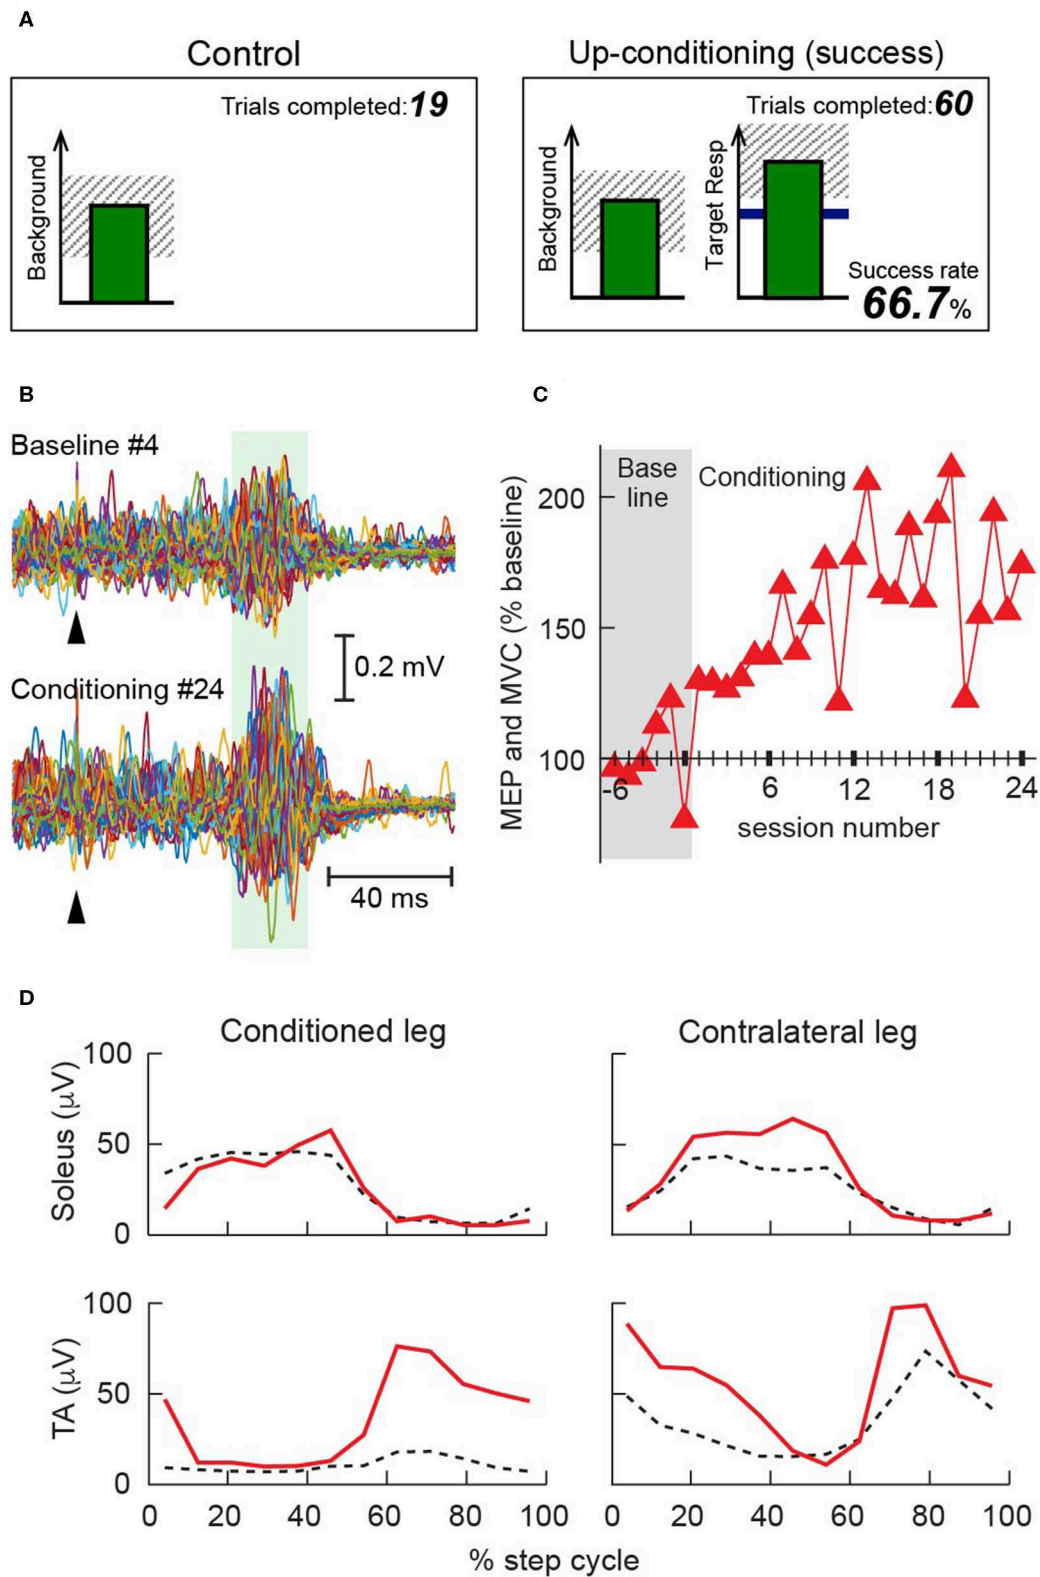 A
Control
Trials completed:19
Background
Up-conditioning (success)
Trials completed:60
Background
Target Resp
Success rate
66.7%
B
Baseline #4
0.2 mV
Conditioning #24
40 ms
C
MEP and MVC (% baseline)
Base
line
Conditioning
200
150
100
-6
6
12
18
24
session number
D
Conditioned leg
Contralateral leg
Soleus (μV)
100
50
0
TA (μV)
100
50
0
0 20 40 60 80 100
0 20 40 60 80 100
% step cycle